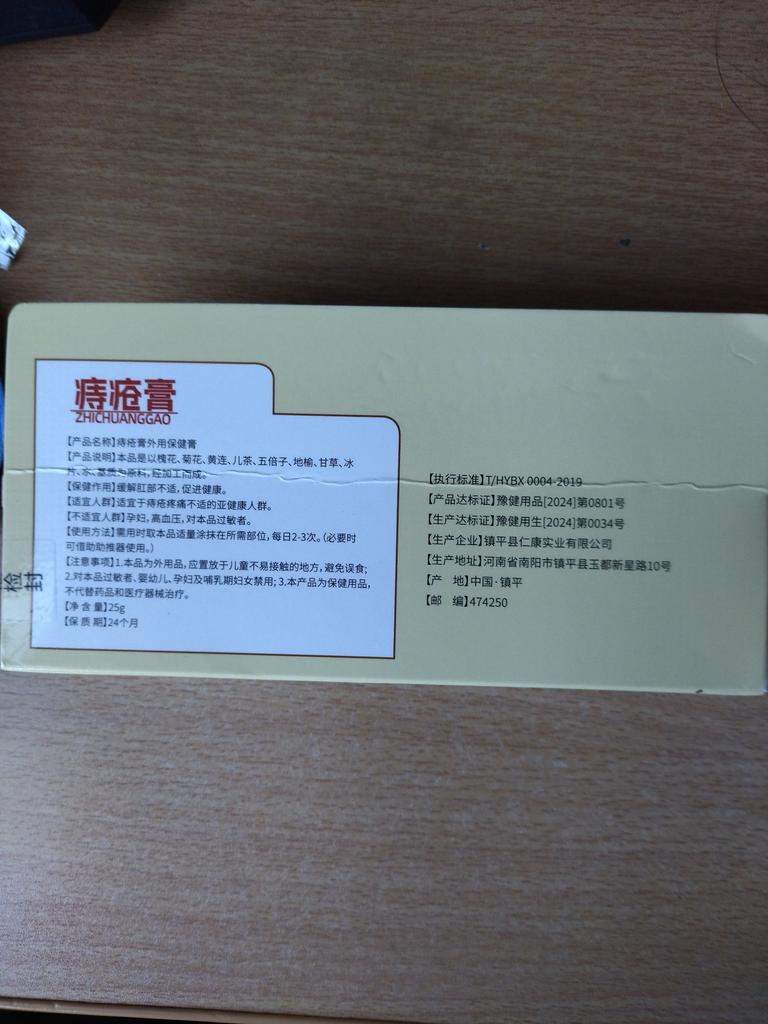 痔疮膏
ZHICHUANGGAO
【产品名称】痔疮膏外用保健膏
【产品说明】本品是以槐花、菊花、黄连、儿茶、五倍子、地榆、甘草、冰
片、水、基质为原料，经加工而成。
【保健作用】缓解肛部不适，促进健康。
【适宜人群】适宜于痔疮疼痛不适的亚健康人群。
【不适宜人群】孕妇，高血压，对本品过敏者。
【使用方法】需用时取本品适量涂抹在所需部位，每日2-3次。（必要时
可借助助推器使用。）
【注意事项】1.本品为外用品，应置放于儿童不易接触的地方，避免误食；
2.对本品过敏者、婴幼儿、孕妇及哺乳期妇女禁用；3.本产品为保健用品，
不代替药品和医疗器械治疗。
【净 含 量】25g
【保 质 期】24个月
【执行标准】T/HYBX 0004-2019
【产品达标证】豫健用品[2024]第0801号
【生产达标证】豫健用生[2024]第0034号
【生产企业】镇平县仁康实业有限公司
【生产地址】河南省南阳市镇平县玉都新星路10号
【产　地】中国·镇平
【邮　编】474250
检
封